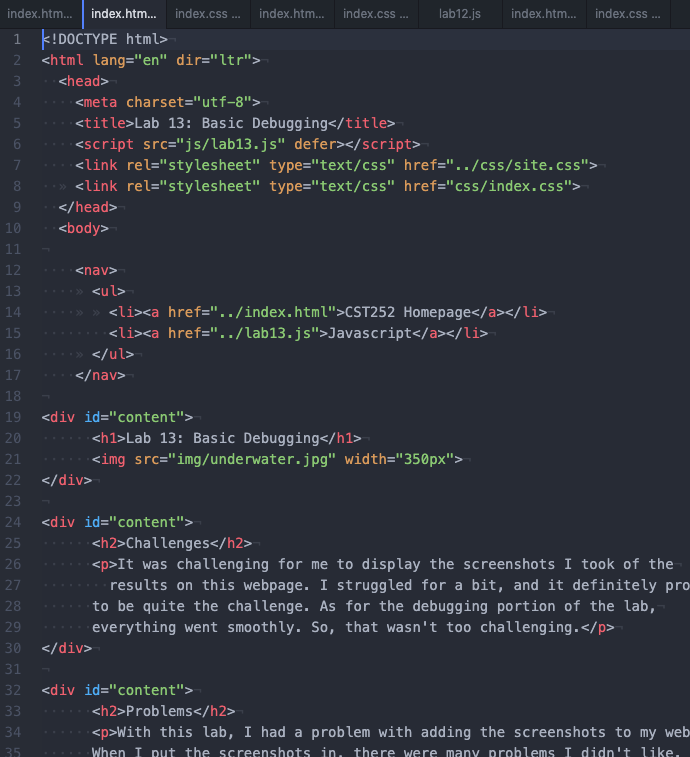 index.htm... index.htm... index.css ... index.htm... index.css ... lab12.js index.htm... index.css ...
1 <!DOCTYPE html>
2 <html lang="en" dir="ltr">
3 <head>
4 <meta charset="utf-8">
5 <title>Lab 13: Basic Debugging</title>
6 <script src="js/lab13.js" defer></script>
7 <link rel="stylesheet" type="text/css" href="../css/site.css">
8 <link rel="stylesheet" type="text/css" href="css/index.css">
9 </head>
10 <body>
11
12 <nav>
13 <ul>
14 <li><a href="../index.html">CST252 Homepage</a></li>
15 <li><a href="../lab13.js">Javascript</a></li>
16 </ul>
17 </nav>
18
19 <div id="content">
20 <h1>Lab 13: Basic Debugging</h1>
21 <img src="img/underwater.jpg" width="350px">
22 </div>
23
24 <div id="content">
25 <h2>Challenges</h2>
26 <p>It was challenging for me to display the screenshots I took of the
27 results on this webpage. I struggled for a bit, and it definitely pro
28 to be quite the challenge. As for the debugging portion of the lab,
29 everything went smoothly. So, that wasn't too challenging.</p>
30 </div>
31
32 <div id="content">
33 <h2>Problems</h2>
34 <p>With this lab, I had a problem with adding the screenshots to my web
35 When I put the screenshots in, there were many problems I didn't like.